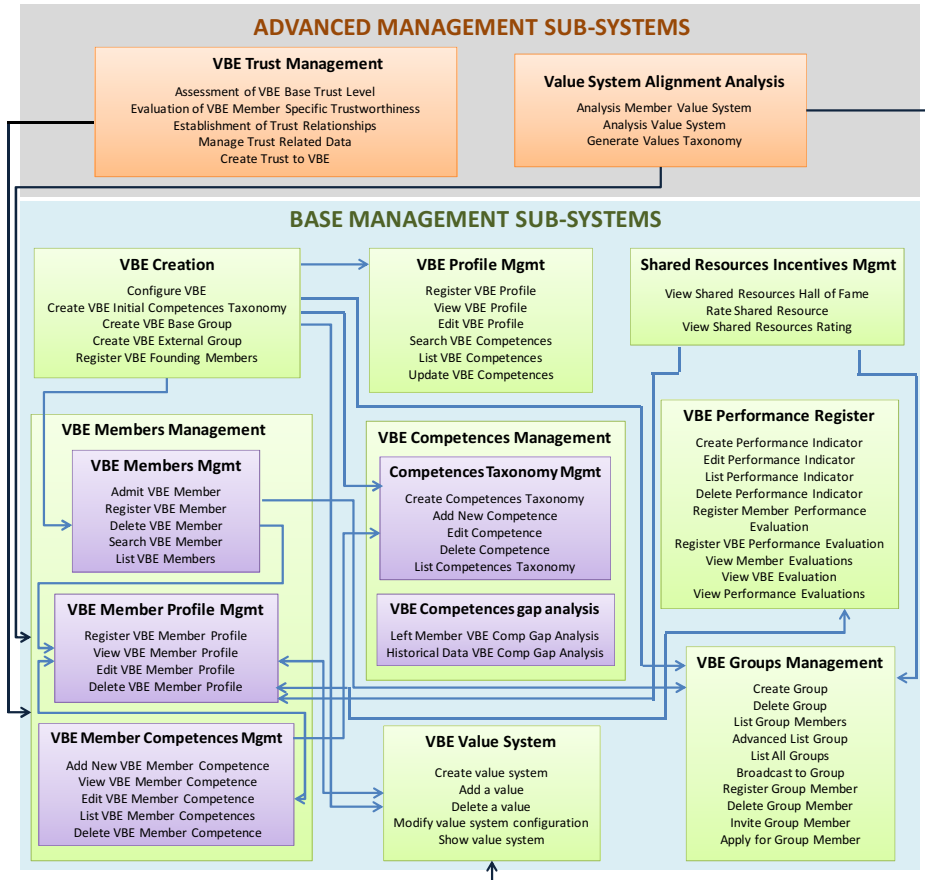 ADVANCED MANAGEMENT SUB-SYSTEMS
VBE Trust Management
Assessment of VBE Base Trust Level
Evaluation of VBE Member Specific Trustworthiness
Establishment of Trust Relationships
Manage Trust Related Data
Create Trust to VBE
Value System Alignment Analysis
Analysis Member Value System
Analysis Value System
Generate Values Taxonomy
BASE MANAGEMENT SUB-SYSTEMS
VBE Creation
Configure VBE
Create VBE Initial Competences Taxonomy
Create VBE Base Group
Create VBE External Group
Register VBE Founding Members
VBE Profile Mgmt
Register VBE Profile
View VBE Profile
Edit VBE Profile
Search VBE Competences
List VBE Competences
Update VBE Competences
Shared Resources Incentives Mgmt
View Shared Resources Hall of Fame
Rate Shared Resource
View Shared Resources Rating
VBE Members Management
VBE Members Mgmt
Admit VBE Member
Register VBE Member
Delete VBE Member
Search VBE Member
List VBE Members
VBE Member Profile Mgmt
Register VBE Member Profile
View VBE Member Profile
Edit VBE Member Profile
Delete VBE Member Profile
VBE Member Competences Mgmt
Add New VBE Member Competence
View VBE Member Competence
Edit VBE Member Competence
List VBE Member Competences
Delete VBE Member Competence
VBE Competences Management
Competences Taxonomy Mgmt
Create Competences Taxonomy
Add New Competence
Edit Competence
Delete Competence
List Competences Taxonomy
VBE Competences gap analysis
Left Member VBE Comp Gap Analysis
Historical Data VBE Comp Gap Analysis
VBE Value System
Create value system
Add a value
Delete a value
Modify value system configuration
Show value system
VBE Performance Register
Create Performance Indicator
Edit Performance Indicator
List Performance Indicator
Delete Performance Indicator
Register Member Performance
Evaluation
Register VBE Performance Evaluation
View Member Evaluations
View VBE Evaluation
View Performance Evaluations
VBE Groups Management
Create Group
Delete Group
List Group Members
Advanced List Group
List All Groups
Broadcast to Group
Register Group Member
Delete Group Member
Invite Group Member
Apply for Group Member